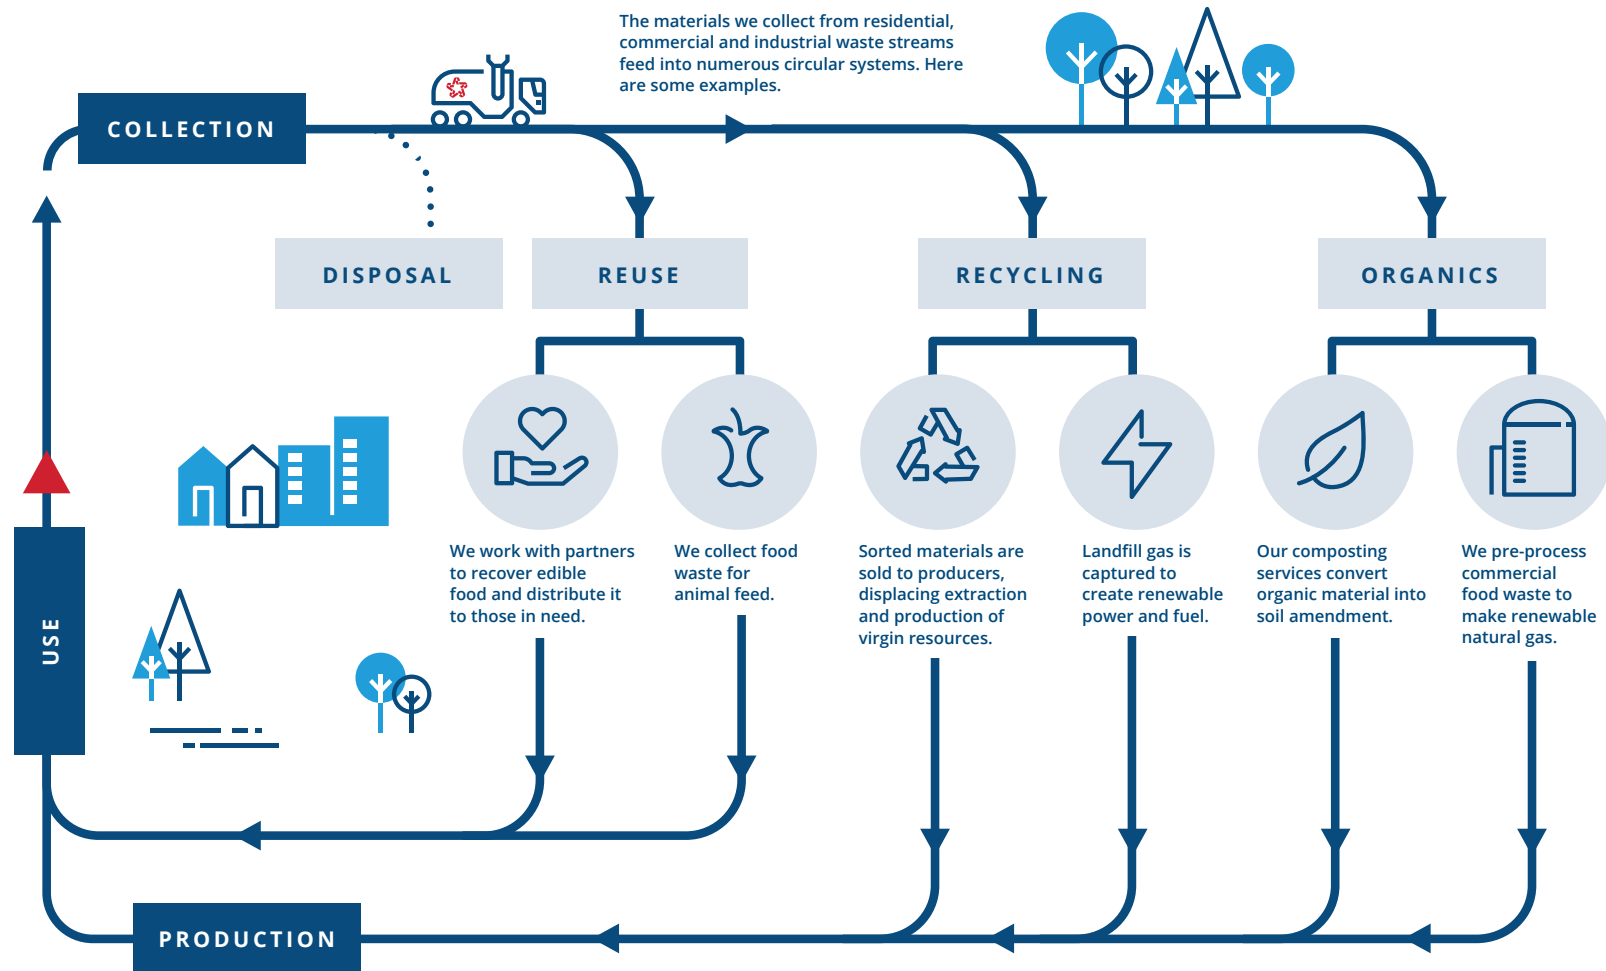 The materials we collect from residential,
commercial and industrial waste streams
feed into numerous circular systems. Here
are some examples.
COLLECTION
DISPOSAL
REUSE
RECYCLING
ORGANICS
We work with partners
to recover edible
food and distribute it
to those in need.
We collect food
waste for
animal feed.
Sorted materials are
sold to producers,
displacing extraction
and production of
virgin resources.
Landfill gas is
captured to
create renewable
power and fuel.
Our composting
services convert
organic material into
soil amendment.
We pre-process
commercial
food waste to
make renewable
natural gas.
USE
PRODUCTION